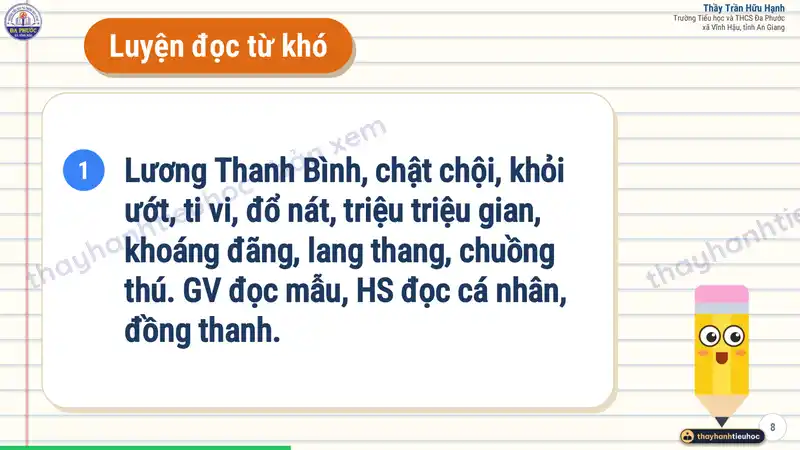 Thầy Trần Hữu Hạnh
Trường Tiểu học và THCS Đa Phước
xã Vĩnh Hậu, tỉnh An Giang
ĐA PHƯỚC
Luyện đọc từ khó
1
Lương Thanh Bình, chật chội, khỏi
ướt, ti vi, đổ nát, triệu triệu gian,
khoáng đãng, lang thang, chuồng
thú. GV đọc mẫu, HS đọc cá nhân,
đồng thanh.
thayhanhtieuhoc
8